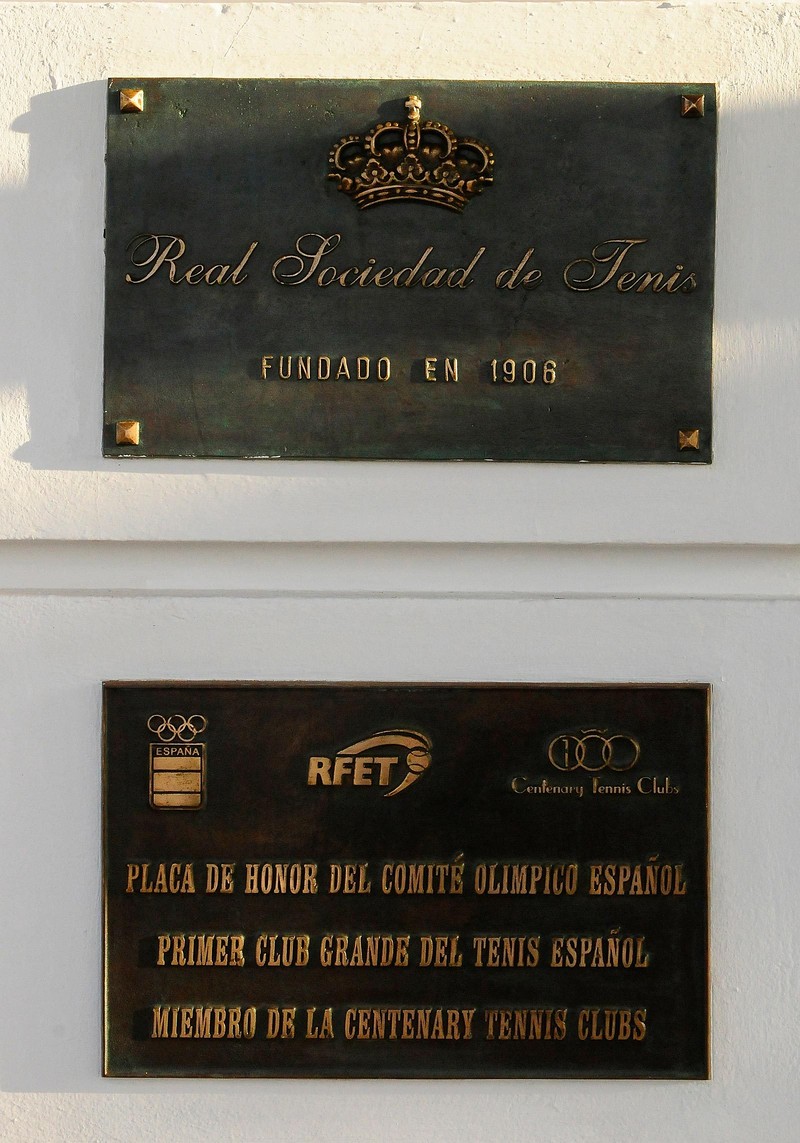 Real Sociedad de Tenis
FUNDADO EN 1906
ESPAÑA
RFET
100
Centenary Tennis Clubs
PLACA DE HONOR DEL COMITÉ OLIMPICO ESPAÑOL
PRIMER CLUB GRANDE DEL TENIS ESPAÑOL
MIEMBRO DE LA CENTENARY TENNIS CLUBS